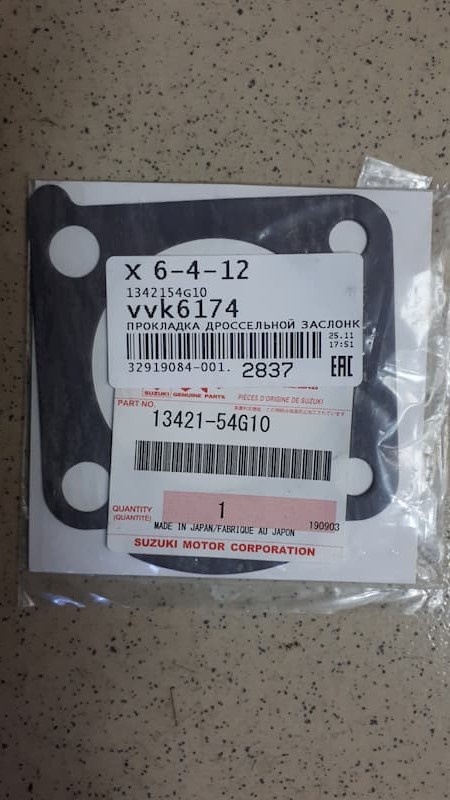 x 6-4-12
1342154G10
vvk6174
ПРОКЛАДКА ДРОССЕЛЬНОЙ ЗАСЛОНК
25.11
17:51
32919084-001. 2837
EAC
SUZUKI GENUINE PARTS
PIÈCES D'ORIGINE DE SUZUKI
PART NO.
13421-54G10
QUANTITY
(QUANTITÉ)
1
MADE IN JAPAN/FABRIQUE AU JAPON
190903
SUZUKI MOTOR CORPORATION